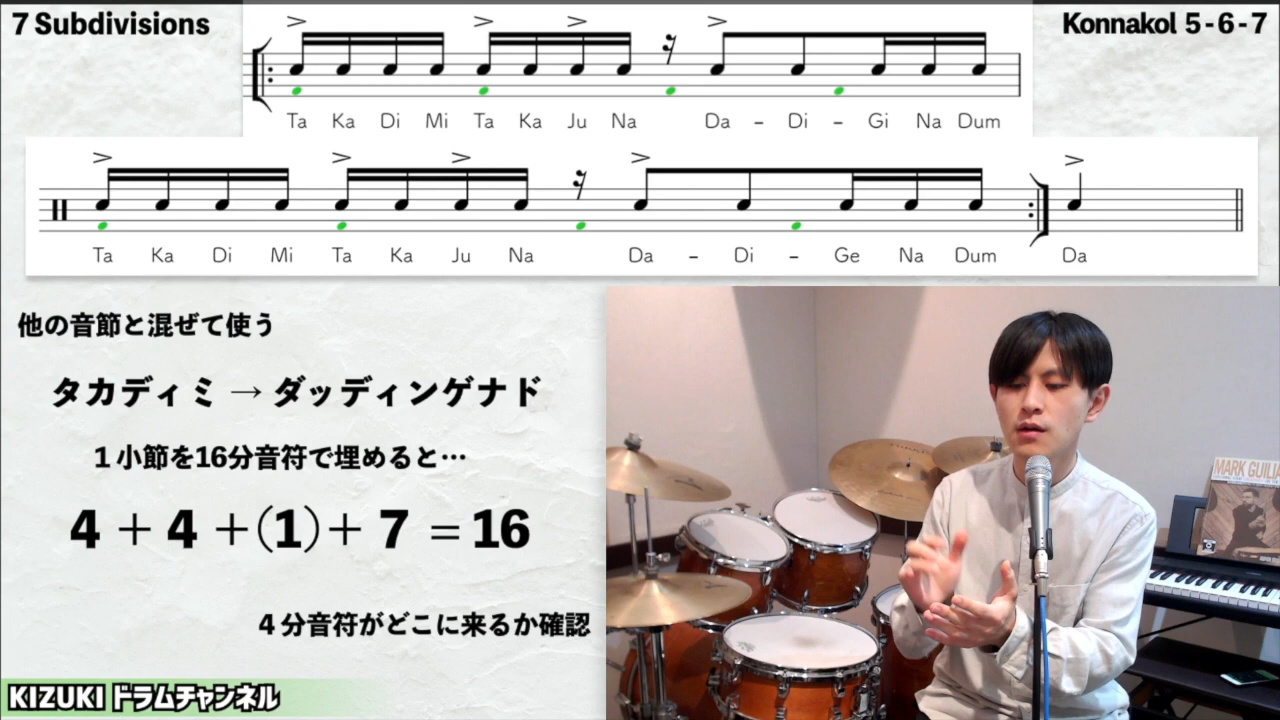 7 Subdivisions
Konnakol 5-6-7
Ta Ka Di Mi Ta Ka Ju Na Da - Di - Gi Na Dum
Ta Ka Di Mi Ta Ka Ju Na Da - Di - Ge Na Dum Da
他の音節と混ぜて使う
タカディミ → ダッディンゲナド
1小節を16分音符で埋めると…
4 + 4 +(1)+ 7 = 16
4分音符がどこに来るか確認
MARK GUILIA
KIZUKI ドラムチャンネル